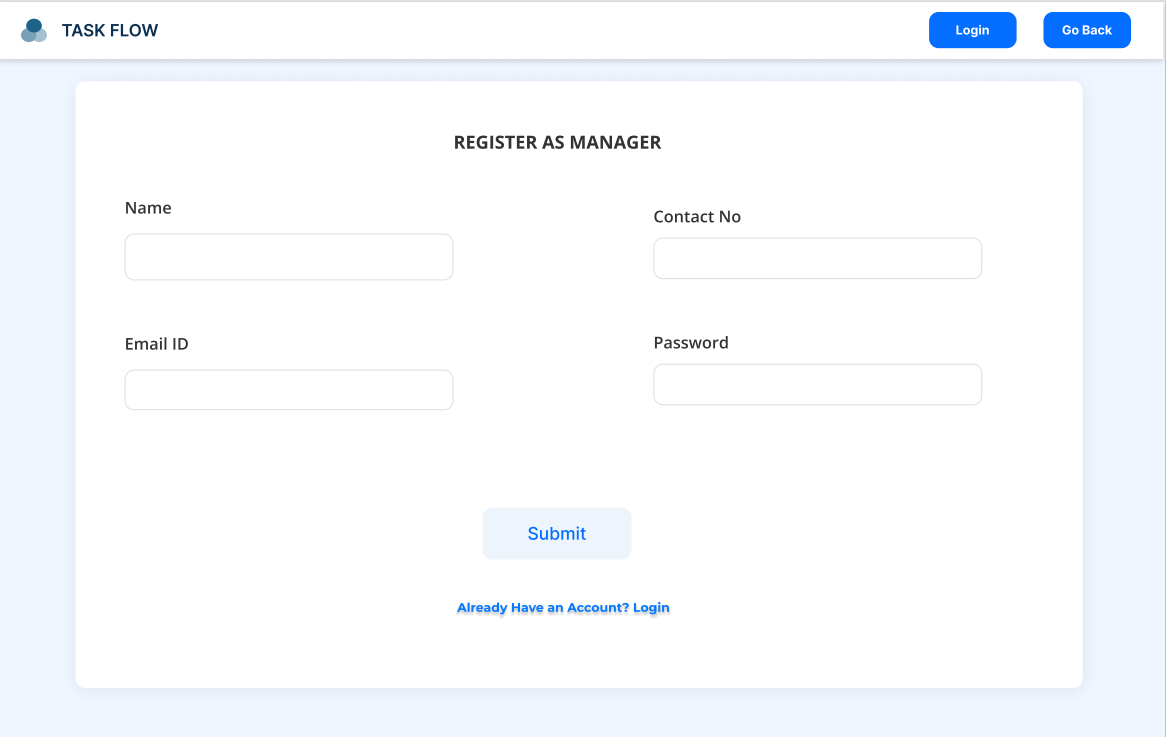 TASK FLOW
Login
Go Back
REGISTER AS MANAGER
Name
Contact No
Email ID
Password
Submit
Already Have an Account? Login